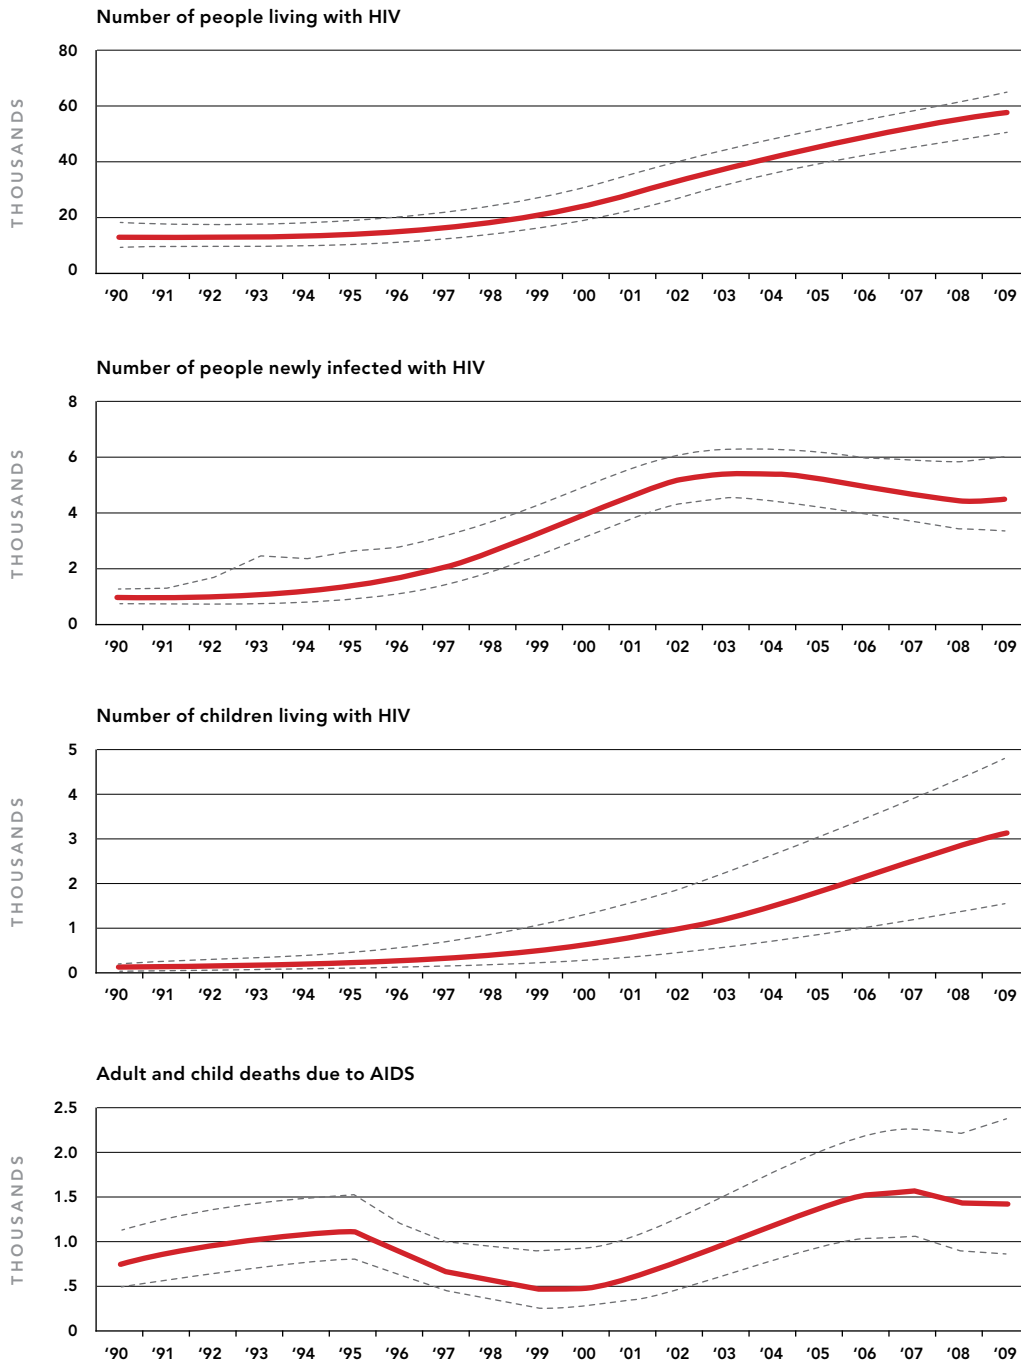 Number of people living with HIV
THOUSANDS
80
60
40
20
0
‘90 ‘91 ‘92 ‘93 ‘94 ‘95 ‘96 ‘97 ‘98 ‘99 ‘00 ‘01 ‘02 ‘03 ‘04 ‘05 ‘06 ‘07 ‘08 ‘09
Number of people newly infected with HIV
THOUSANDS
8
6
4
2
0
‘90 ‘91 ‘92 ‘93 ‘94 ‘95 ‘96 ‘97 ‘98 ‘99 ‘00 ‘01 ‘02 ‘03 ‘04 ‘05 ‘06 ‘07 ‘08 ‘09
Number of children living with HIV
THOUSANDS
5
4
3
2
1
0
‘90 ‘91 ‘92 ‘93 ‘94 ‘95 ‘96 ‘97 ‘98 ‘99 ‘00 ‘01 ‘02 ‘03 ‘04 ‘05 ‘06 ‘07 ‘08 ‘09
Adult and child deaths due to AIDS
THOUSANDS
2.5
2.0
1.5
1.0
.5
0
‘90 ‘91 ‘92 ‘93 ‘94 ‘95 ‘96 ‘97 ‘98 ‘99 ‘00 ‘01 ‘02 ‘03 ‘04 ‘05 ‘06 ‘07 ‘08 ‘09